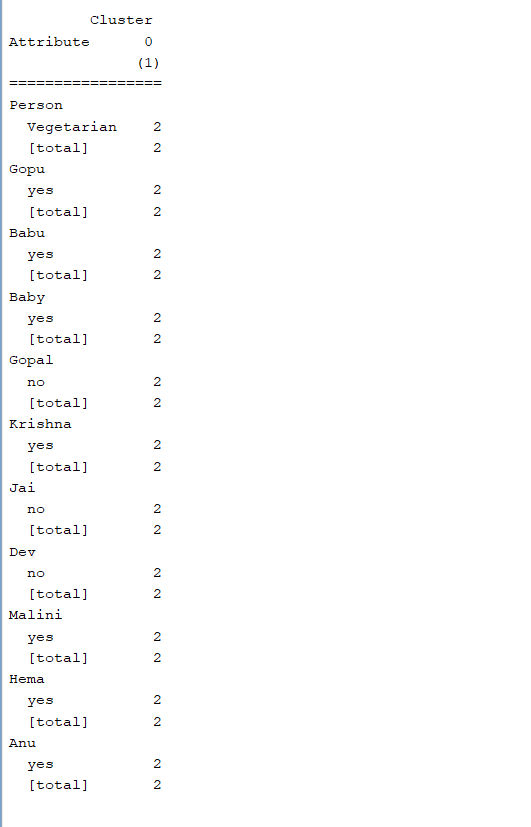 Cluster
Attribute 0
(1)
=================
Person
Vegetarian 2
[total] 2
Gopu
yes 2
[total] 2
Babu
yes 2
[total] 2
Baby
yes 2
[total] 2
Gopal
no 2
[total] 2
Krishna
yes 2
[total] 2
Jai
no 2
[total] 2
Dev
no 2
[total] 2
Malini
yes 2
[total] 2
Hema
yes 2
[total] 2
Anu
yes 2
[total] 2